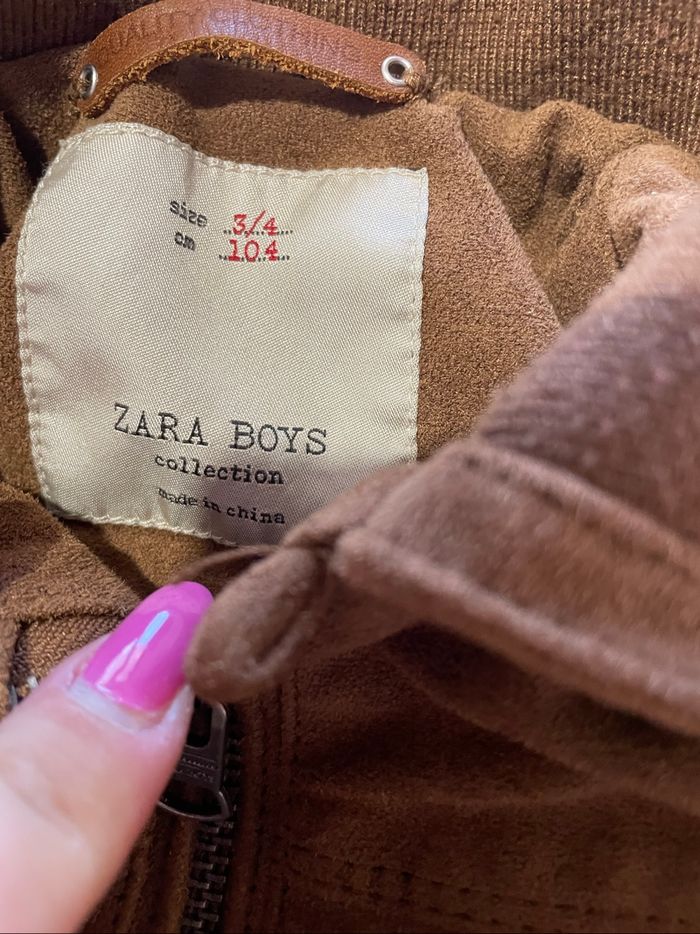 size 3/4
cm 104
ZARA BOYS
collection
made in china